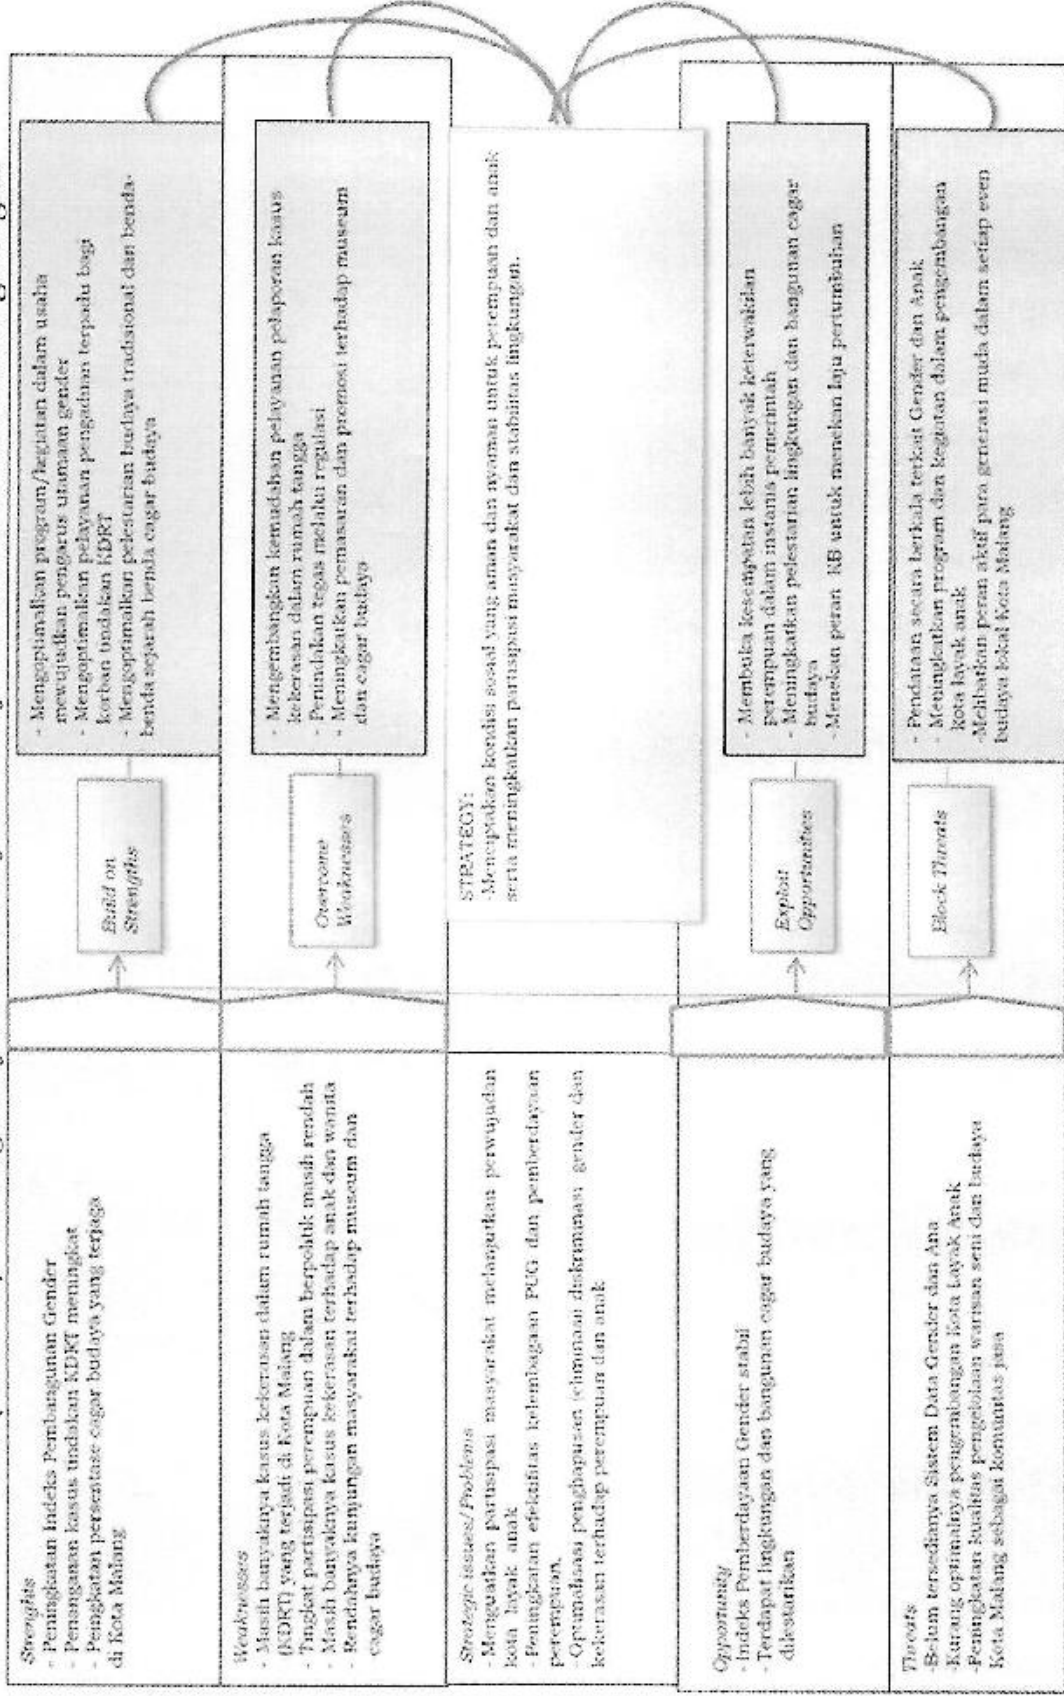 Strengths
- Peningkatan Indeks Pembangunan Gender
- Penanganan kasus tindakan KDRT meningkat
- Peingkatan persentase cagar budaya yang terjaga
di Kota Malang
Build on
Strengths
- Mengoptimalkan program/kegiatan dalam usaha
mewujudkan pengarus utamaan gender
- Mengoptimalkan pelayanan pengaduan terpadu bagi
korban tindakan KDRT
- Mengoptimalkan pelestarian budaya tradisional dan benda-
benda sejarah benda cagar budaya
Weaknesses
- Masih banyaknya kasus kekerasan dalam rumah tangga
(KDRT) yang terjadi di Kota Malang
- Tingkat partisipasi perempuan dalam berpolitik masih rendah
- Masih banyaknya kasus kekerasan terhadap anak dan wanita
- Rendahnya kunjungan masyarakat terhadap museum dan
cagar budaya
Overcome
Weaknesses
- Mengembangkan kemudahan pelayanan pelaporan kasus
kekerasan dalam rumah tangga
- Penindakan tegas melalui regulasi
- Meningkatkan pemasaran dan promosi terhadap museum
dan cagar budaya
Strategic issues/Problems
- Menguatkan partisipasi masyarakat melanjutkan perwujudan
kota layak anak
- Peningkatan efektifitas kelembagaan PUG dan pemberdayaan
perempuan.
- Optimalisasi penghapusan (eliminasi) diskriminasi gender dan
kekerasan terhadap perempuan dan anak
STRATEGY:
-Menciptakan kondisi sosial yang aman dan nyaman untuk perempuan dan anak
serta meningkatkan partisipasi masyarakat dan stabilitas lingkungan.
Opportunity
- Indeks Pemberdayaan Gender stabil
- Terdapat lingkungan dan bangunan cagar budaya yang
dilestarikan
Exploit
Opportunities
- Membuka kesempatan lebih banyak keterwakilan
perempuan dalam instansi pemerintah
- Meningkatkan pelestarian lingkungan dan bangunan cagar
budaya
- Menekan peran KB untuk menekan laju pertumbuhan
Threats
-Belum tersedianya Sistem Data Gender dan Ana
-Kurang optimalnya pengembangan Kota Layak Anak
-Peningkatan kualitas pengelolaan warisan seni dan budaya
Kota Malang sebagai komunitas jasa
Block Threats
- Pendataan secara berkala terkait Gender dan Anak
- Meningkatkan program dan kegiatan dalam pengembangan
Kota layak anak
-Melibatkan peran aktif para generasi muda dalam setiap even
budaya lokal Kota Malang